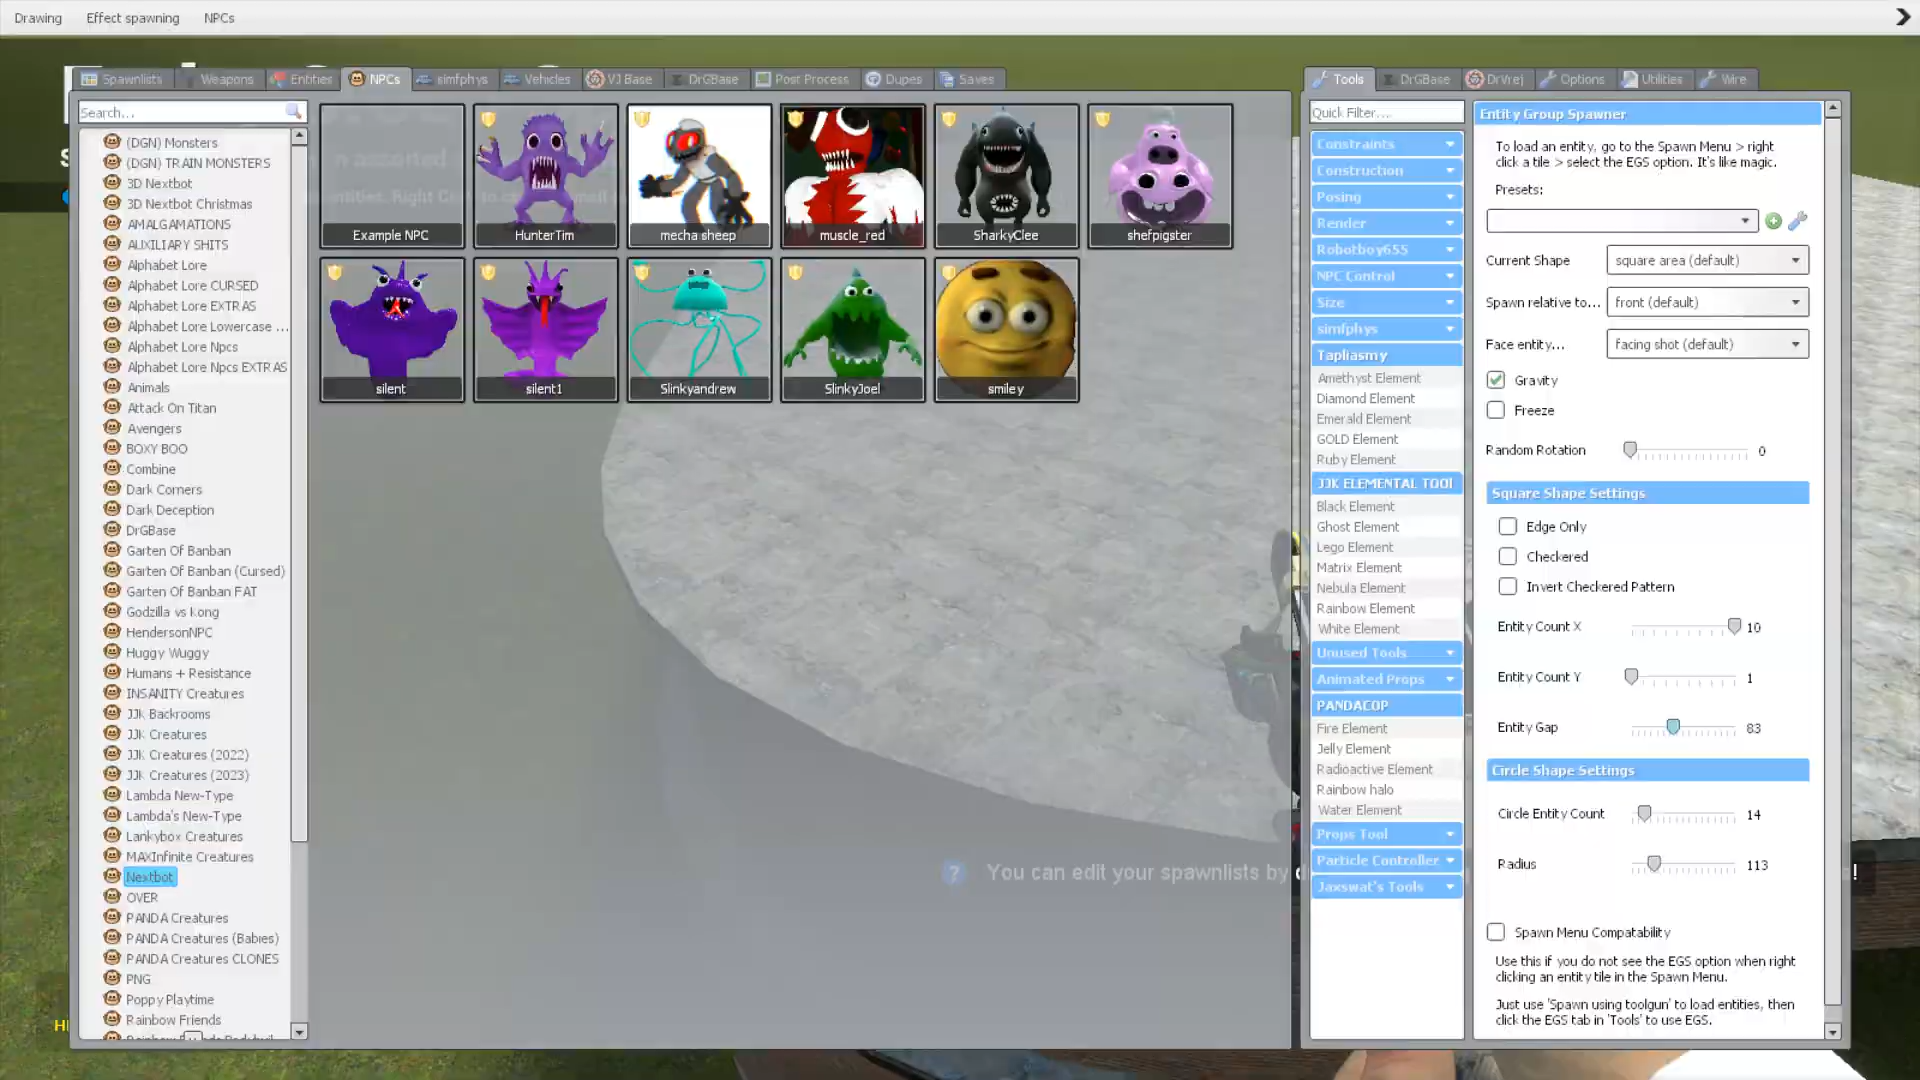 Drawing Effect spawning NPCs
Spawnlists Weapons Entities NPCs simfphys Vehicles VJ Base DrGBase Post Process Dupes Saves
Search...
(DGN) Monsters
(DGN) TRAIN MONSTERS
3D Nextbot
3D Nextbot Christmas
AMALGAMATIONS
AUXILIARY SHITS
Alphabet Lore
Alphabet Lore CURSED
Alphabet Lore EXTRAS
Alphabet Lore Lowercase ...
Alphabet Lore Npcs
Alphabet Lore Npcs EXTRAS
Animals
Attack On Titan
Avengers
BOXY BOO
Combine
Dark Corners
Dark Deception
DrGBase
Garten Of Banban
Garten Of Banban (Cursed)
Garten Of Banban FAT
Godzilla vs Kong
HendersonNPC
Huggy Wuggy
Humans + Resistance
INSANITY Creatures
JJK Backrooms
JJK Creatures
JJK Creatures (2022)
JJK Creatures (2023)
Lambda New-Type
Lambda's New-Type
Lankybox Creatures
MAXInfinite Creatures
Nextbot
OVER
PANDA Creatures
PANDA Creatures (Babies)
PANDA Creatures CLONES
PNG
Poppy Playtime
Rainbow Friends
Example NPC HunterTim mecha sheep muscle_red SharkyClee shefpigster
silent silent1 Slinkyandrew SlinkyJoel smiley
You can edit your spawnlists by
Tools DrGBase DrVrej Options Utilities Wire
Quick Filter...
Constraints
Construction
Posing
Render
Robotboy655
NPC Control
Size
simfphys
Tapliasmy
Amethyst Element
Diamond Element
Emerald Element
GOLD Element
Ruby Element
JJK ELEMENTAL TOOl
Black Element
Ghost Element
Lego Element
Matrix Element
Nebula Element
Rainbow Element
White Element
Unused Tools
Animated Props
PANDACOP
Fire Element
Jelly Element
Radioactive Element
Rainbow halo
Water Element
Props Tool
Particle Controller
Jaxswat's Tools
Entity Group Spawner
To load an entity, go to the Spawn Menu > right
click a tile > select the EGS option. It's like magic.
Presets:
Current Shape square area (default)
Spawn relative to... front (default)
Face entity... facing shot (default)
Gravity
Freeze
Random Rotation 0
Square Shape Settings
Edge Only
Checkered
Invert Checkered Pattern
Entity Count X 10
Entity Count Y 1
Entity Gap 83
Circle Shape Settings
Circle Entity Count 14
Radius 113
Spawn Menu Compatability
Use this if you do not see the EGS option when right
clicking an entity tile in the Spawn Menu.
Just use 'Spawn using toolgun' to load entities, then
click the EGS tab in 'Tools' to use EGS.